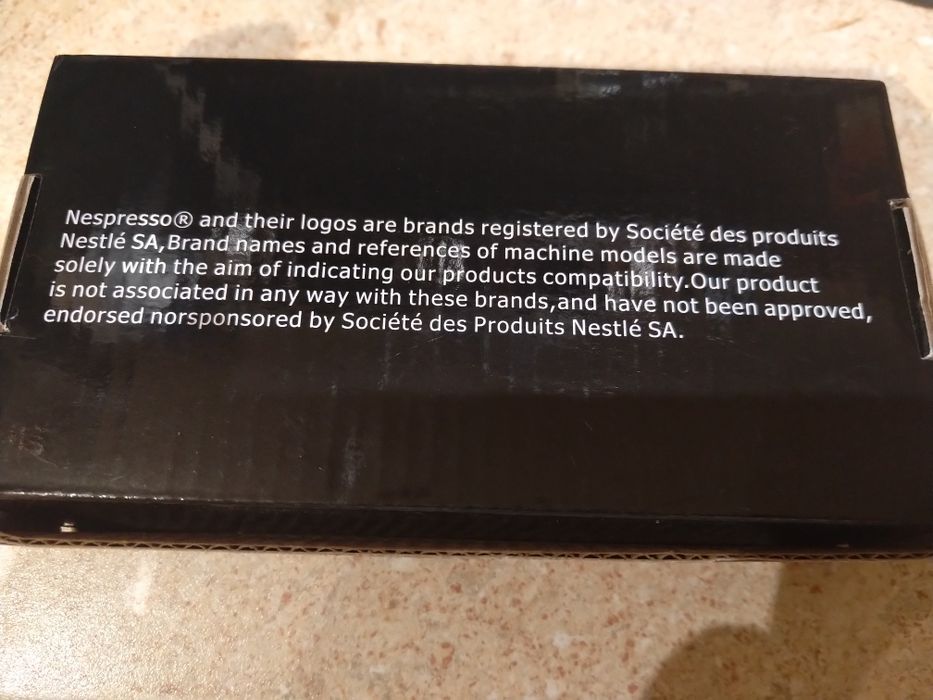 Nespresso® and their logos are brands registered by Société des produits
Nestlé SA,Brand names and references of machine models are made
solely with the aim of indicating our products compatibility.Our product
is not associated in any way with these brands,and have not been approved,
endorsed norsponsored by Société des Produits Nestlé SA.